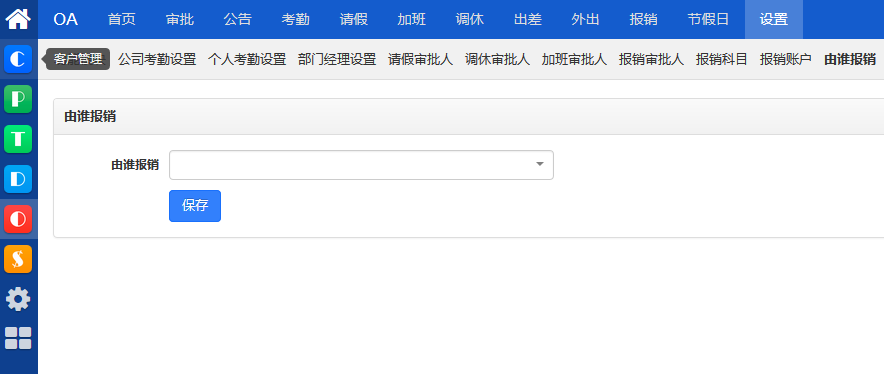 OA 首页 审批 公告 考勤 请假 加班 调休 出差 外出 报销 节假日 设置
C 客户管理 公司考勤设置 个人考勤设置 部门经理设置 请假审批人 调休审批人 加班审批人 报销审批人 报销科目 报销账户 由谁报销
P 由谁报销
T
由谁报销
D
保存
O
S